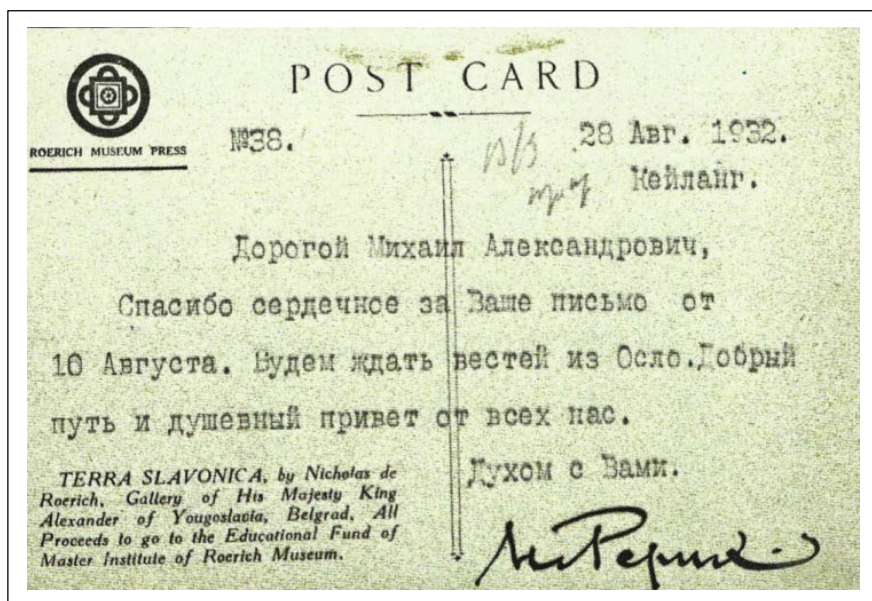 POST CARD
ROERICH MUSEUM PRESS
№38.
28 Авг. 1932.
Кейланг.
Дорогой Михаил Александрович,
Спасибо сердечное за Ваше письмо от
10 Августа. Будем ждать вестей из Осло.Добрый
путь и душевный привет от всех нас.
Духом с Вами.
TERRA SLAVONICA, by Nicholas de
Roerich, Gallery of His Majesty King
Alexander of Yougoslavia, Belgrad, All
Proceeds to go to the Educational Fund of
Master Institute of Roerich Museum.
Рерих